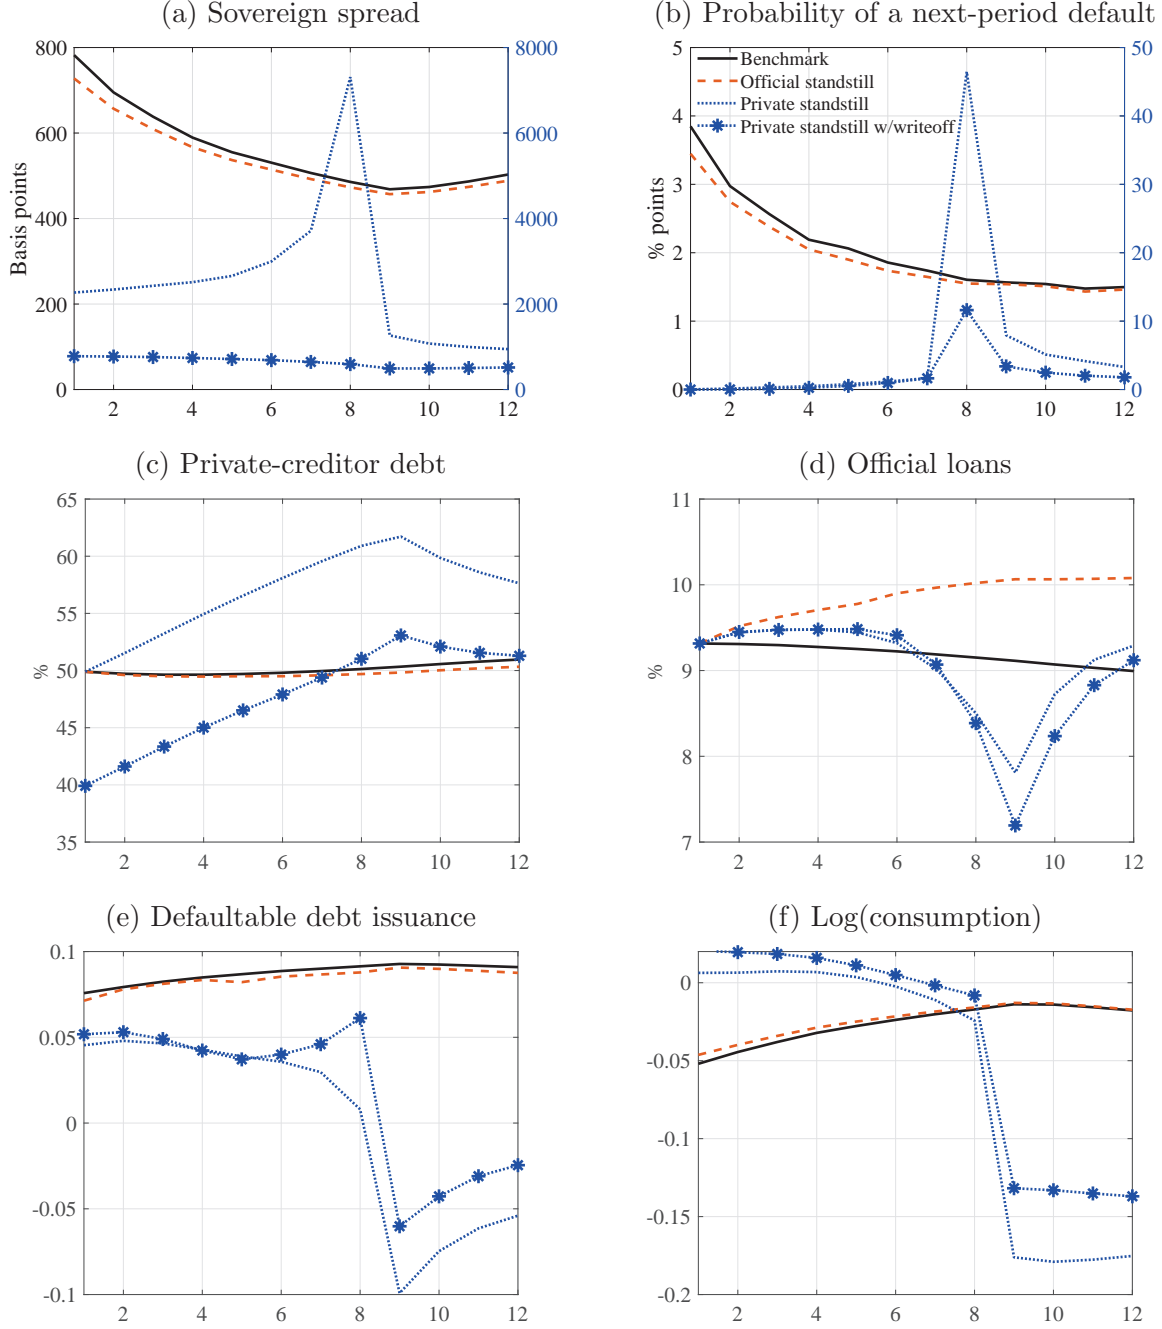 (a) Sovereign spread
(b) Probability of a next-period default
800
600
400
200
0
Basis points
8000
6000
4000
2000
0
2 4 6 8 10 12
5
4
3
2
1
0
% points
50
40
30
20
10
0
Benchmark
Official standstill
Private standstill
Private standstill w/writeoff
2 4 6 8 10 12
(c) Private-creditor debt
(d) Official loans
65
60
55
50
45
40
35
%
2 4 6 8 10 12
11
10
9
8
7
%
2 4 6 8 10 12
(e) Defaultable debt issuance
(f) Log(consumption)
0.1
0.05
0
-0.05
-0.1
2 4 6 8 10 12
0
-0.05
-0.1
-0.15
-0.2
2 4 6 8 10 12